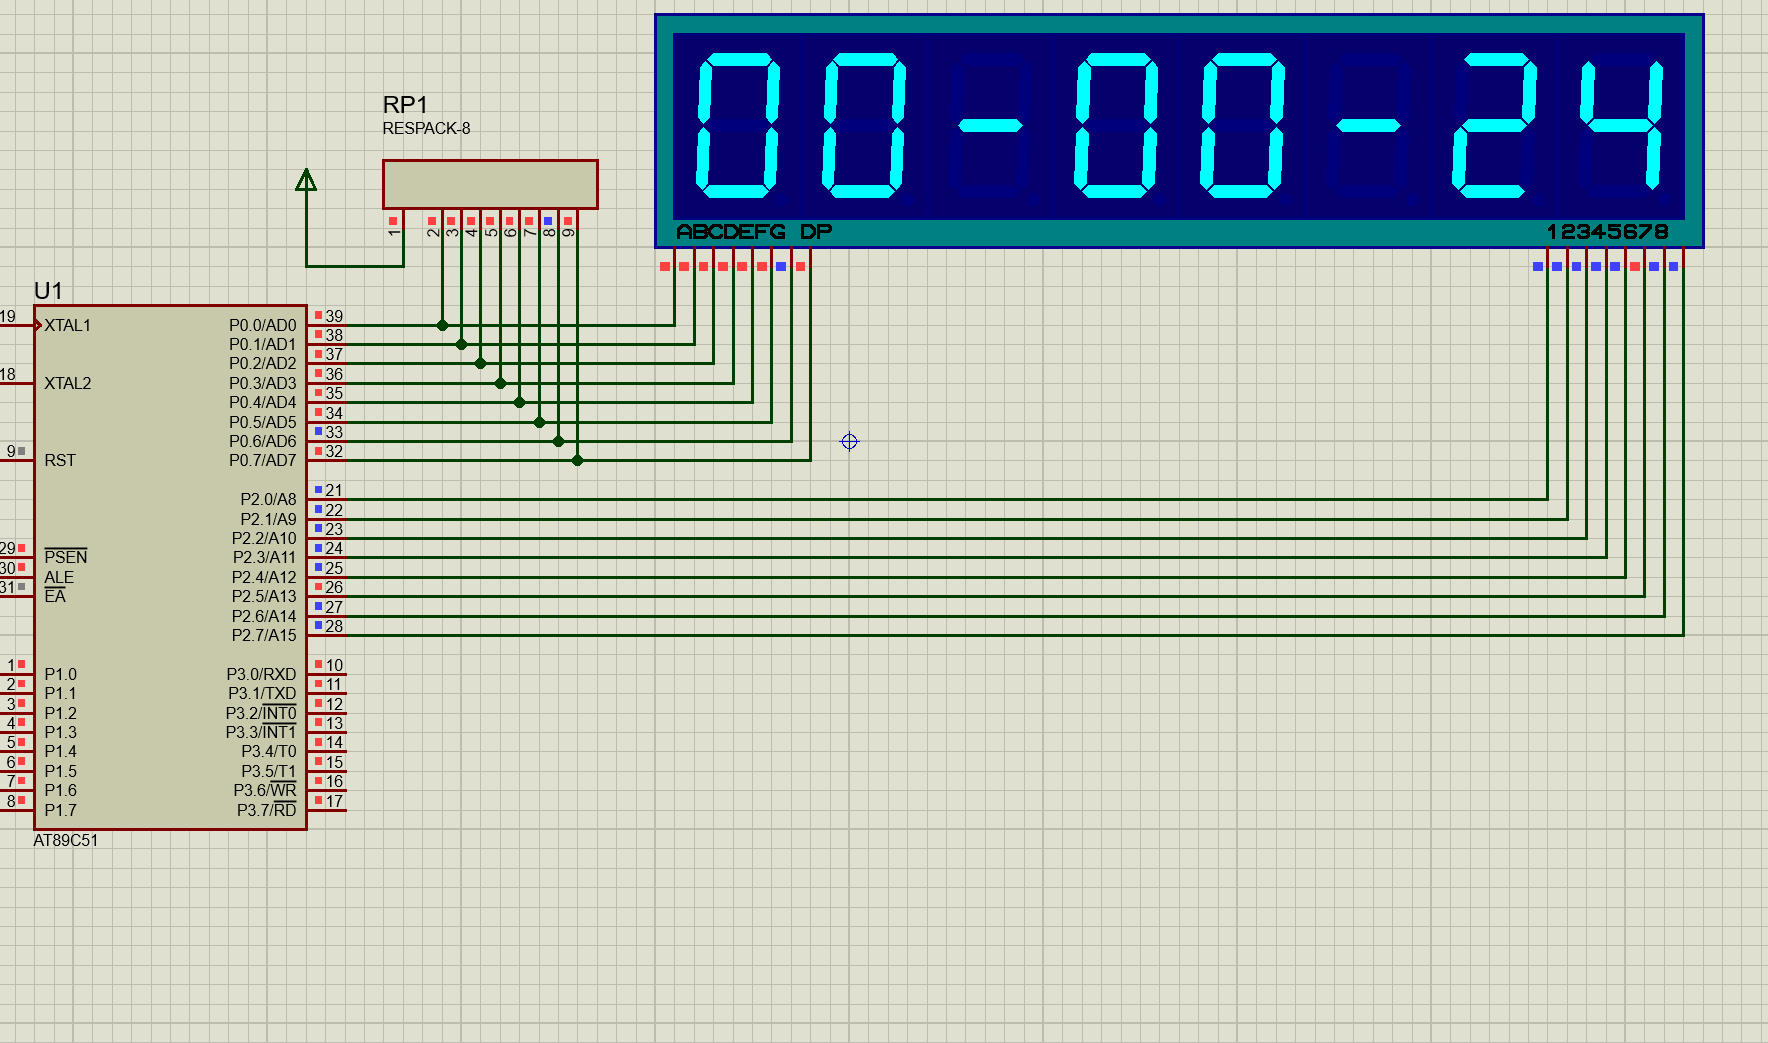 00-00-24
ABCDEFG DP
12345678
RP1
RESPACK-8
1
2
3
4
5
6
7
8
9
U1
19 XTAL1
18 XTAL2
9 RST
29 PSEN
30 ALE
31 EA
1 P1.0
2 P1.1
3 P1.2
4 P1.3
5 P1.4
6 P1.5
7 P1.6
8 P1.7
P0.0/AD0 39
P0.1/AD1 38
P0.2/AD2 37
P0.3/AD3 36
P0.4/AD4 35
P0.5/AD5 34
P0.6/AD6 33
P0.7/AD7 32
P2.0/A8 21
P2.1/A9 22
P2.2/A10 23
P2.3/A11 24
P2.4/A12 25
P2.5/A13 26
P2.6/A14 27
P2.7/A15 28
P3.0/RXD 10
P3.1/TXD 11
P3.2/INT0 12
P3.3/INT1 13
P3.4/T0 14
P3.5/T1 15
P3.6/WR 16
P3.7/RD 17
AT89C51